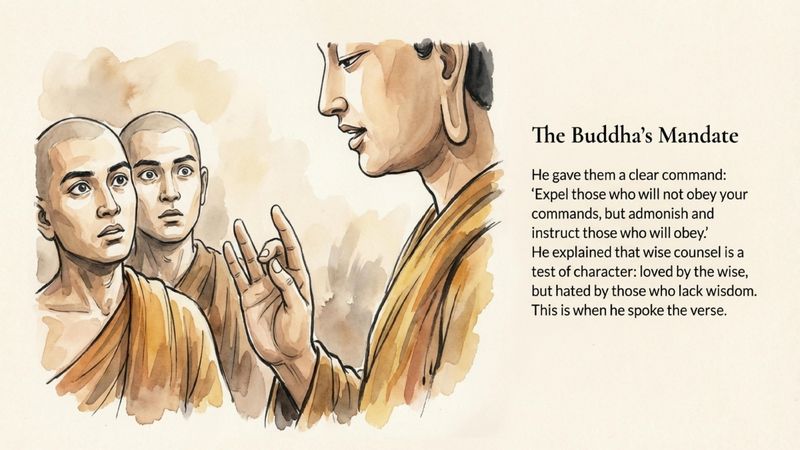 The Buddha’s Mandate
He gave them a clear command:
‘Expel those who will not obey your
commands, but admonish and
instruct those who will obey.’
He explained that wise counsel is a
test of character: loved by the wise,
but hated by those who lack wisdom.
This is when he spoke the verse.